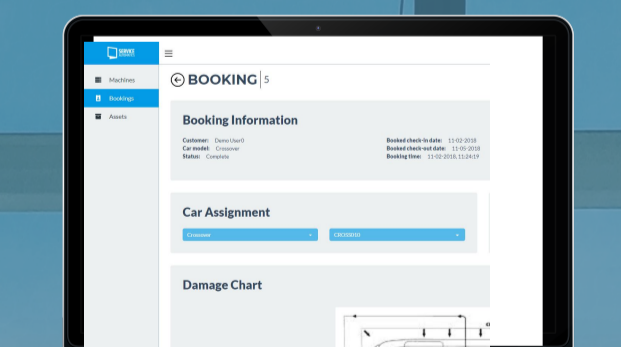 SERVICE
Machines
Bookings
Assets
BOOKING 5
Booking Information
Customer: Demo User0
Car model: Crossover
Status: Complete
Booked check-in date: 11-02-2018
Booked check-out date: 11-05-2018
Booking time: 11-02-2018, 11:24:19
Car Assignment
Crossover
Damage Chart